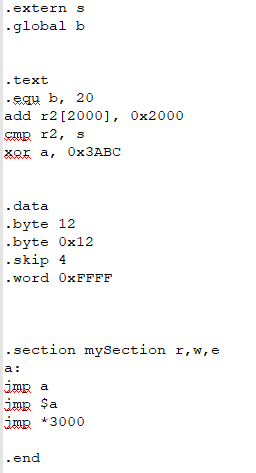 .extern s
.global b
.text
.equ b, 20
add r2[2000], 0x2000
cmp r2, s
xor a, 0x3ABC
.data
.byte 12
.byte 0x12
.skip 4
.word 0xFFFF
.section mySection r,w,e
a:
jmp a
jmp $a
jmp *3000
.end